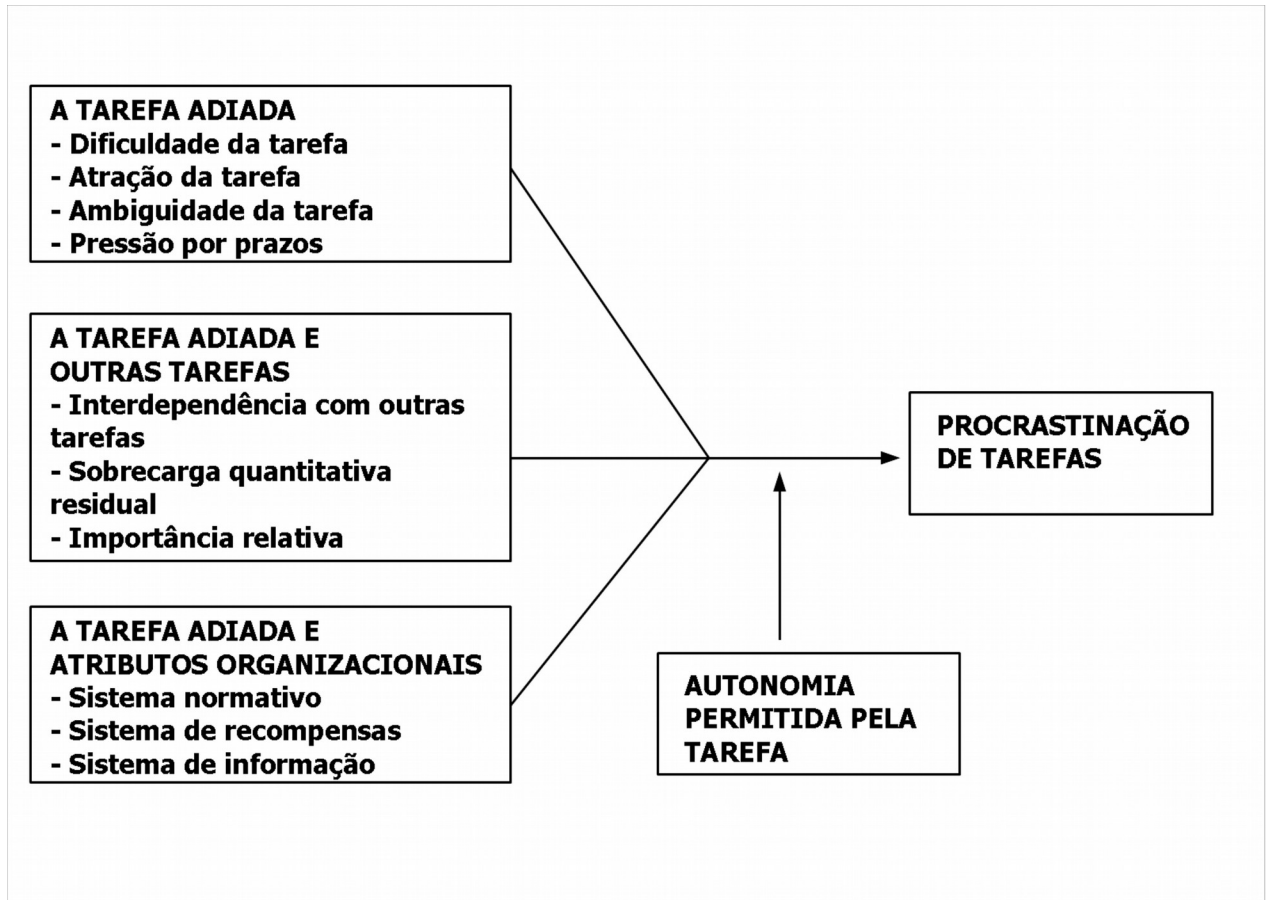 A TAREFA ADIADA
- Dificuldade da tarefa
- Atração da tarefa
- Ambiguidade da tarefa
- Pressão por prazos
A TAREFA ADIADA E
OUTRAS TAREFAS
- Interdependência com outras
tarefas
- Sobrecarga quantitativa
residual
- Importância relativa
A TAREFA ADIADA E
ATRIBUTOS ORGANIZACIONAIS
- Sistema normativo
- Sistema de recompensas
- Sistema de informação
PROCRASTINAÇÃO
DE TAREFAS
AUTONOMIA
PERMITIDA PELA
TAREFA